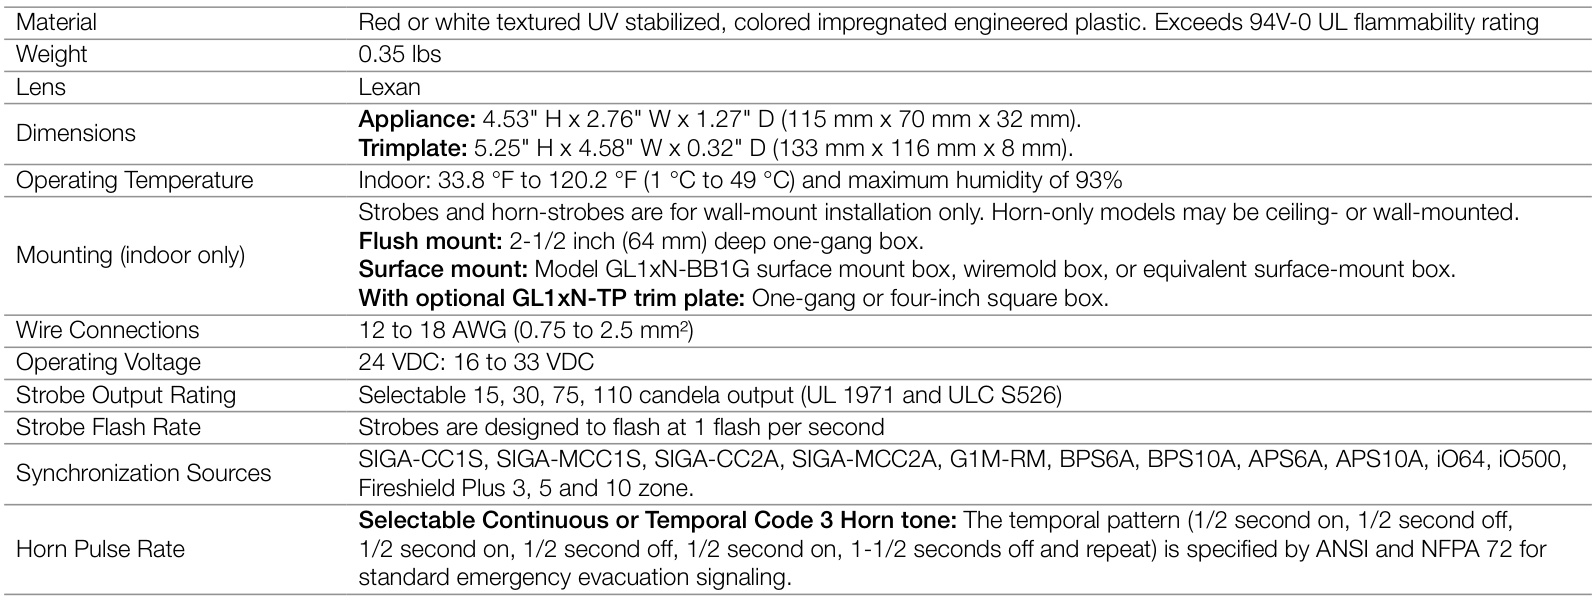 Material Red or white textured UV stabilized, colored impregnated engineered plastic. Exceeds 94V-0 UL flammability rating
Weight 0.35 lbs
Lens Lexan
Dimensions
Appliance: 4.53" H x 2.76" W x 1.27" D (115 mm x 70 mm x 32 mm).
Trimplate: 5.25" H x 4.58" W x 0.32" D (133 mm x 116 mm x 8 mm).
Operating Temperature Indoor: 33.8 °F to 120.2 °F (1 °C to 49 °C) and maximum humidity of 93%
Mounting (indoor only)
Strobes and horn-strobes are for wall-mount installation only. Horn-only models may be ceiling- or wall-mounted.
Flush mount: 2-1/2 inch (64 mm) deep one-gang box.
Surface mount: Model GL1xN-BB1G surface mount box, wiremold box, or equivalent surface-mount box.
With optional GL1xN-TP trim plate: One-gang or four-inch square box.
Wire Connections 12 to 18 AWG (0.75 to 2.5 mm²)
Operating Voltage 24 VDC: 16 to 33 VDC
Strobe Output Rating Selectable 15, 30, 75, 110 candela output (UL 1971 and ULC S526)
Strobe Flash Rate Strobes are designed to flash at 1 flash per second
Synchronization Sources
SIGA-CC1S, SIGA-MCC1S, SIGA-CC2A, SIGA-MCC2A, G1M-RM, BPS6A, BPS10A, APS6A, APS10A, iO64, iO500,
Fireshield Plus 3, 5 and 10 zone.
Horn Pulse Rate
Selectable Continuous or Temporal Code 3 Horn tone: The temporal pattern (1/2 second on, 1/2 second off,
1/2 second on, 1/2 second off, 1/2 second on, 1-1/2 seconds off and repeat) is specified by ANSI and NFPA 72 for
standard emergency evacuation signaling.